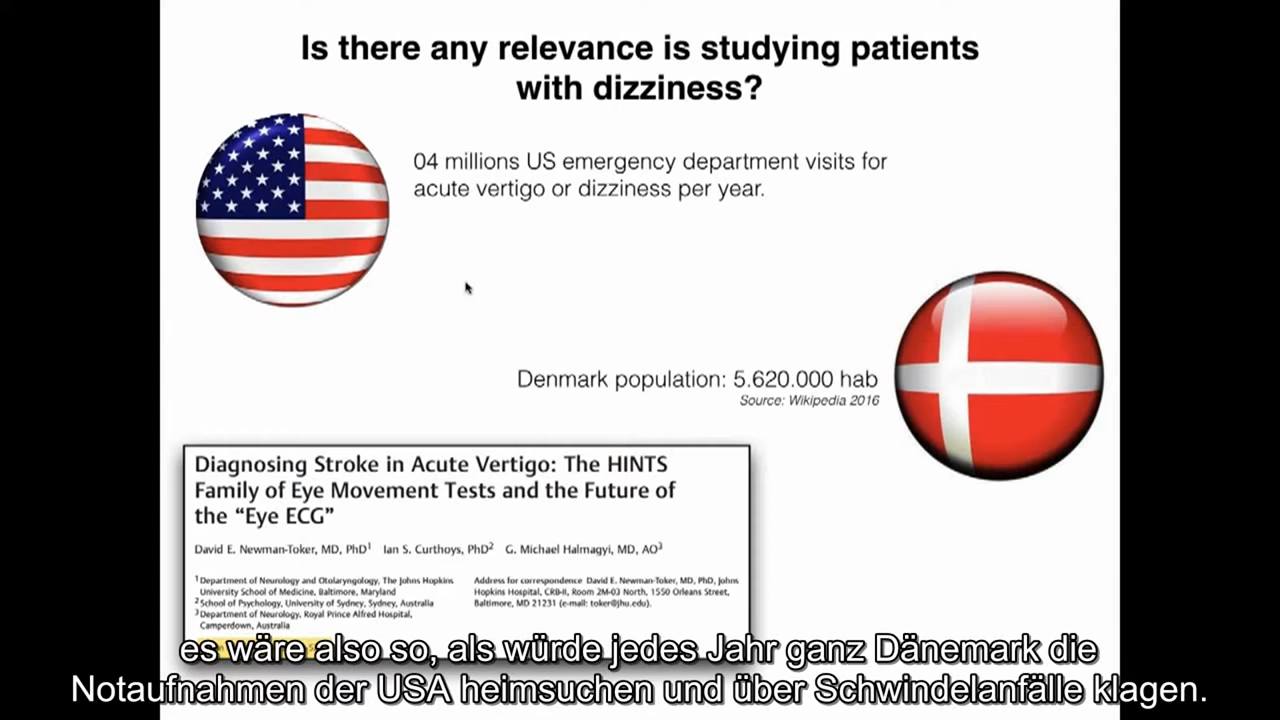 Is there any relevance is studying patients
with dizziness?
04 millions US emergency department visits for
acute vertigo or dizziness per year.
Denmark population: 5.620.000 hab
Source: Wikipedia 2016
Diagnosing Stroke in Acute Vertigo: The HINTS
Family of Eye Movement Tests and the Future of
the “Eye ECG”
David E. Newman-Toker, MD, PhD1 Ian S. Curthoys, PhD2 G. Michael Halmagyi, MD, AO3
1 Department of Neurology and Otolaryngology, The Johns Hopkins
University School of Medicine, Baltimore, Maryland
2 School of Psychology, University of Sydney, Sydney, Australia
3 Department of Neurology, Royal Prince Alfred Hospital,
Camperdown, Australia
Address for correspondence David E. Newman-Toker, MD, PhD, Johns
Hopkins Hospital, CRB-II, Room 2M-03 North, 1550 Orleans Street,
Baltimore, MD 21231 (e-mail: toker@jhu.edu).
es wäre also so, als würde jedes Jahr ganz Dänemark die
Notaufnahmen der USA heimsuchen und über Schwindelanfälle klagen.